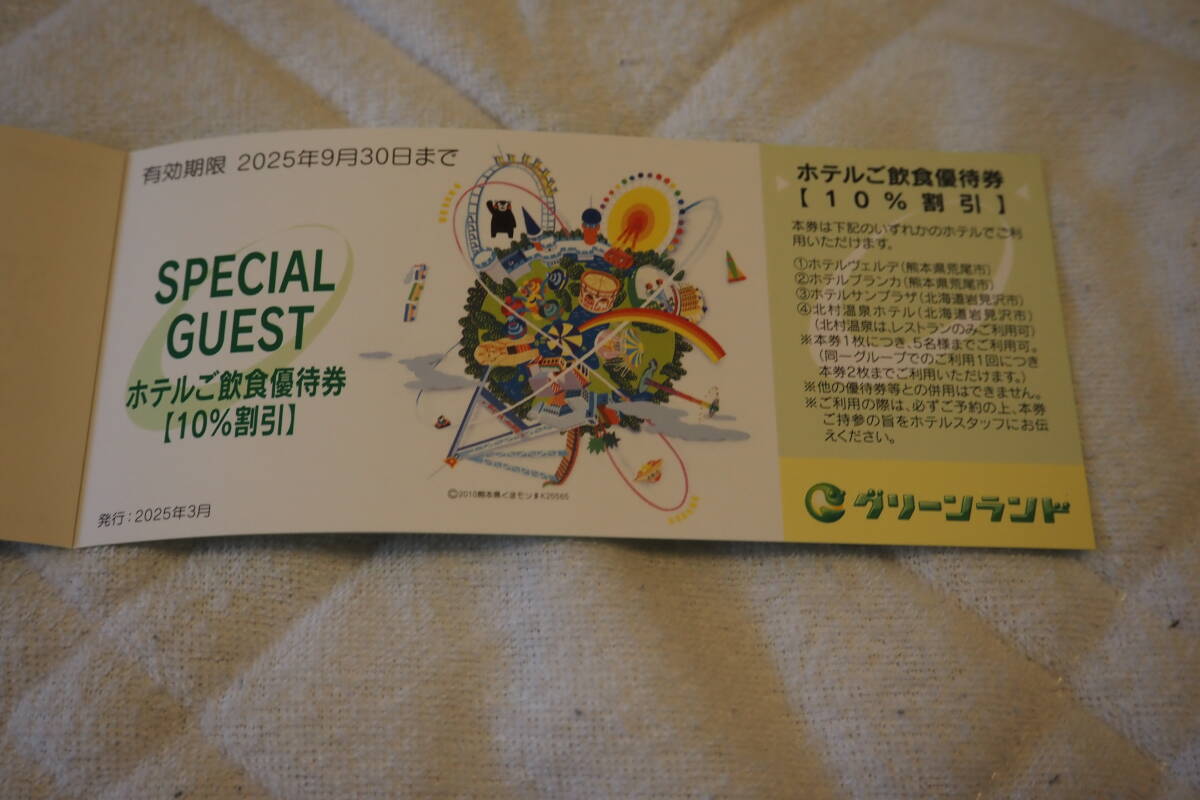 有効期限 2025年9月30日まで
SPECIAL
GUEST
ホテルご飲食優待券
【10%割引】
発行:2025年3月
©2010熊本県くまモン#K25565
ホテルご飲食優待券
【10%割引】
本券は下記のいずれかのホテルでご利
用いただけます。
①ホテルヴェルデ(熊本県荒尾市)
②ホテルブランカ(熊本県荒尾市)
③ホテルサンプラザ(北海道岩見沢市)
④北村温泉ホテル(北海道岩見沢市)
(北村温泉は、レストランのみご利用可)
※本券1枚につき、5名様までご利用可。
(同一グループでのご利用1回につき
本券2枚までご利用いただけます。)
※他の優待券等との併用はできません。
※ご利用の際は、必ずご予約の上、本券
ご持参の旨をホテルスタッフにお伝
えください。
グリーンランド